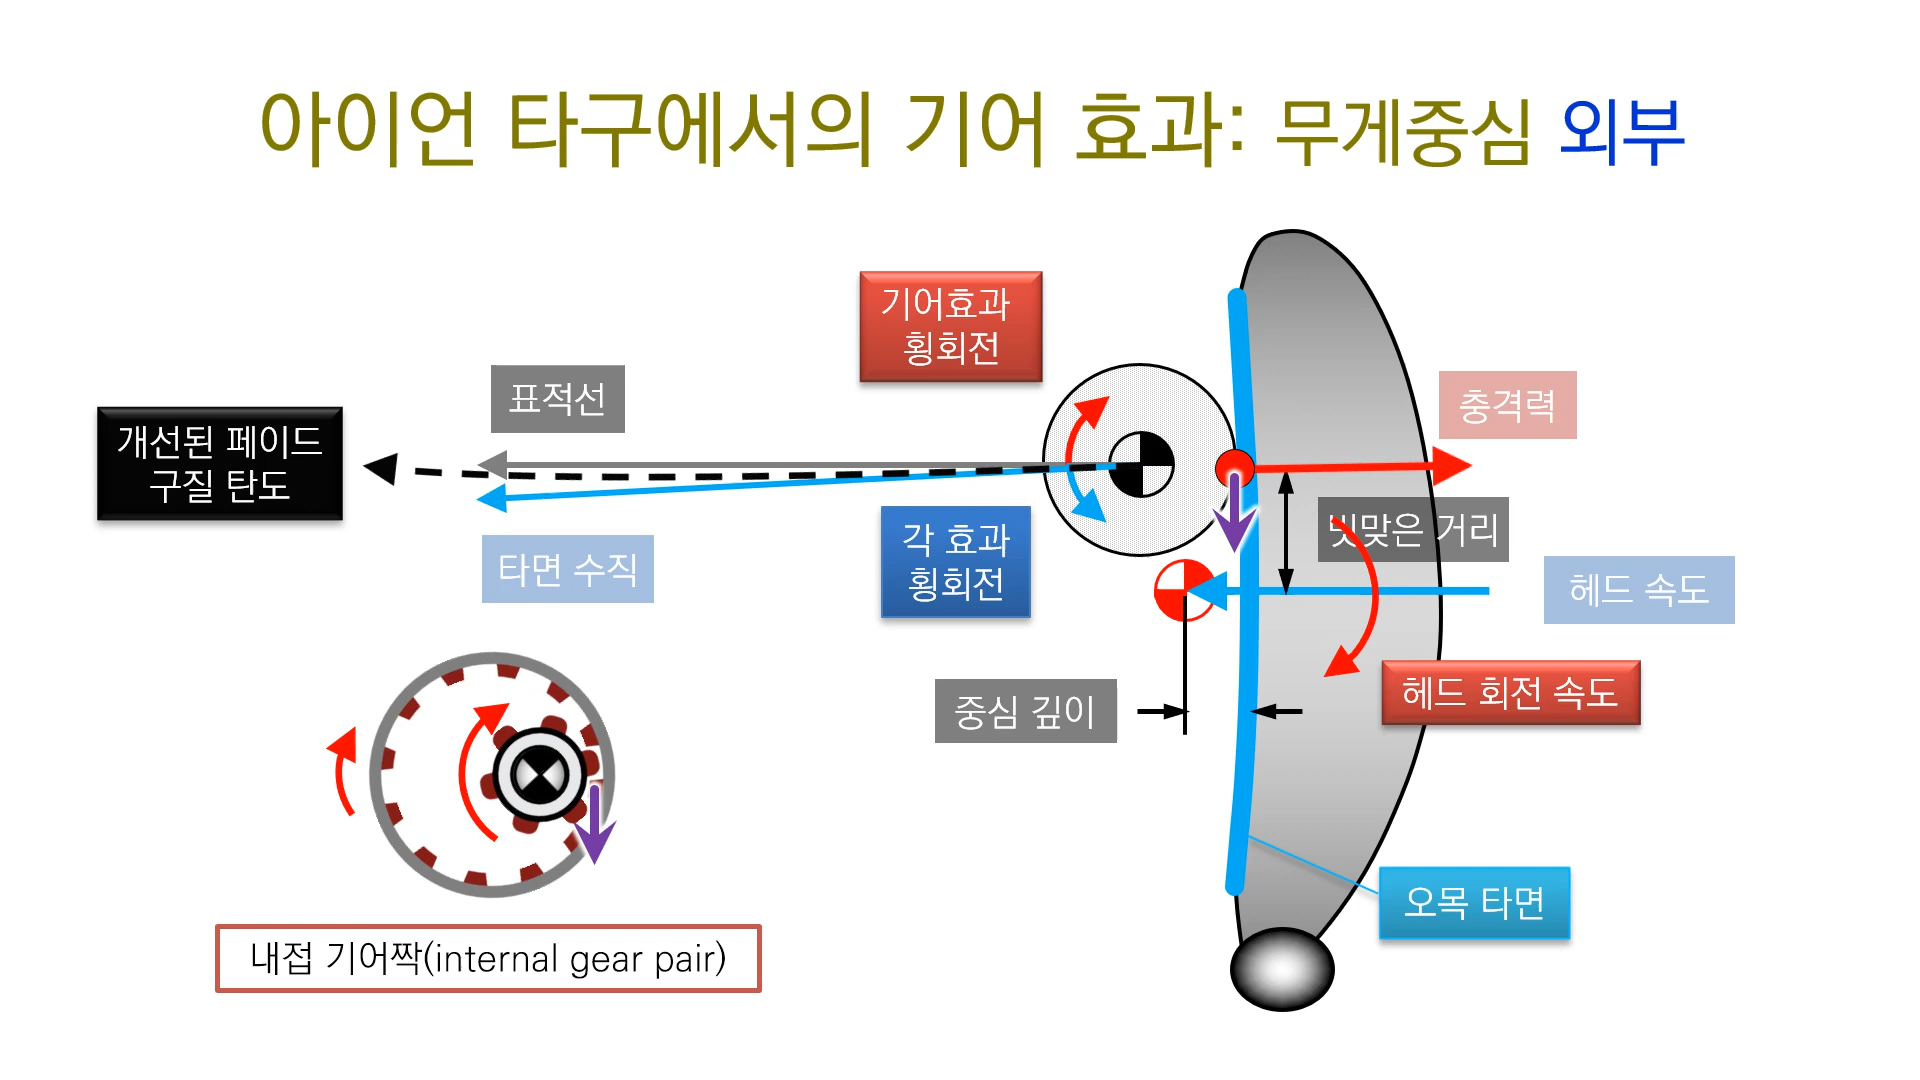 아이언 타구에서의 기어 효과: 무게중심 외부
기어효과
횡회전
표적선
충격력
개선된 페이드
구질 탄도
빗맞은 거리
각 효과
횡회전
타면 수직
헤드 속도
중심 깊이
헤드 회전 속도
오목 타면
내접 기어짝(internal gear pair)